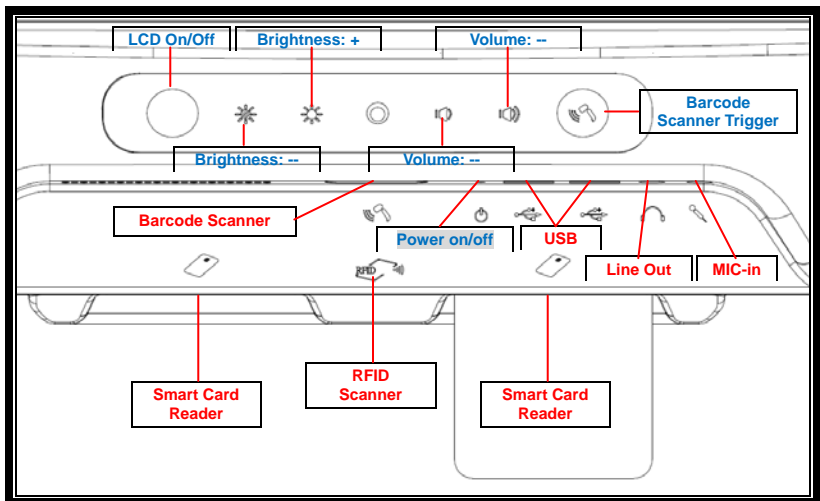 LCD On/Off
Brightness: +
Volume: --
Barcode
Scanner Trigger
Brightness: --
Volume: --
Barcode Scanner
Power on/off
USB
Line Out
MIC-in
RFID
Smart Card
Reader
RFID
Scanner
Smart Card
Reader